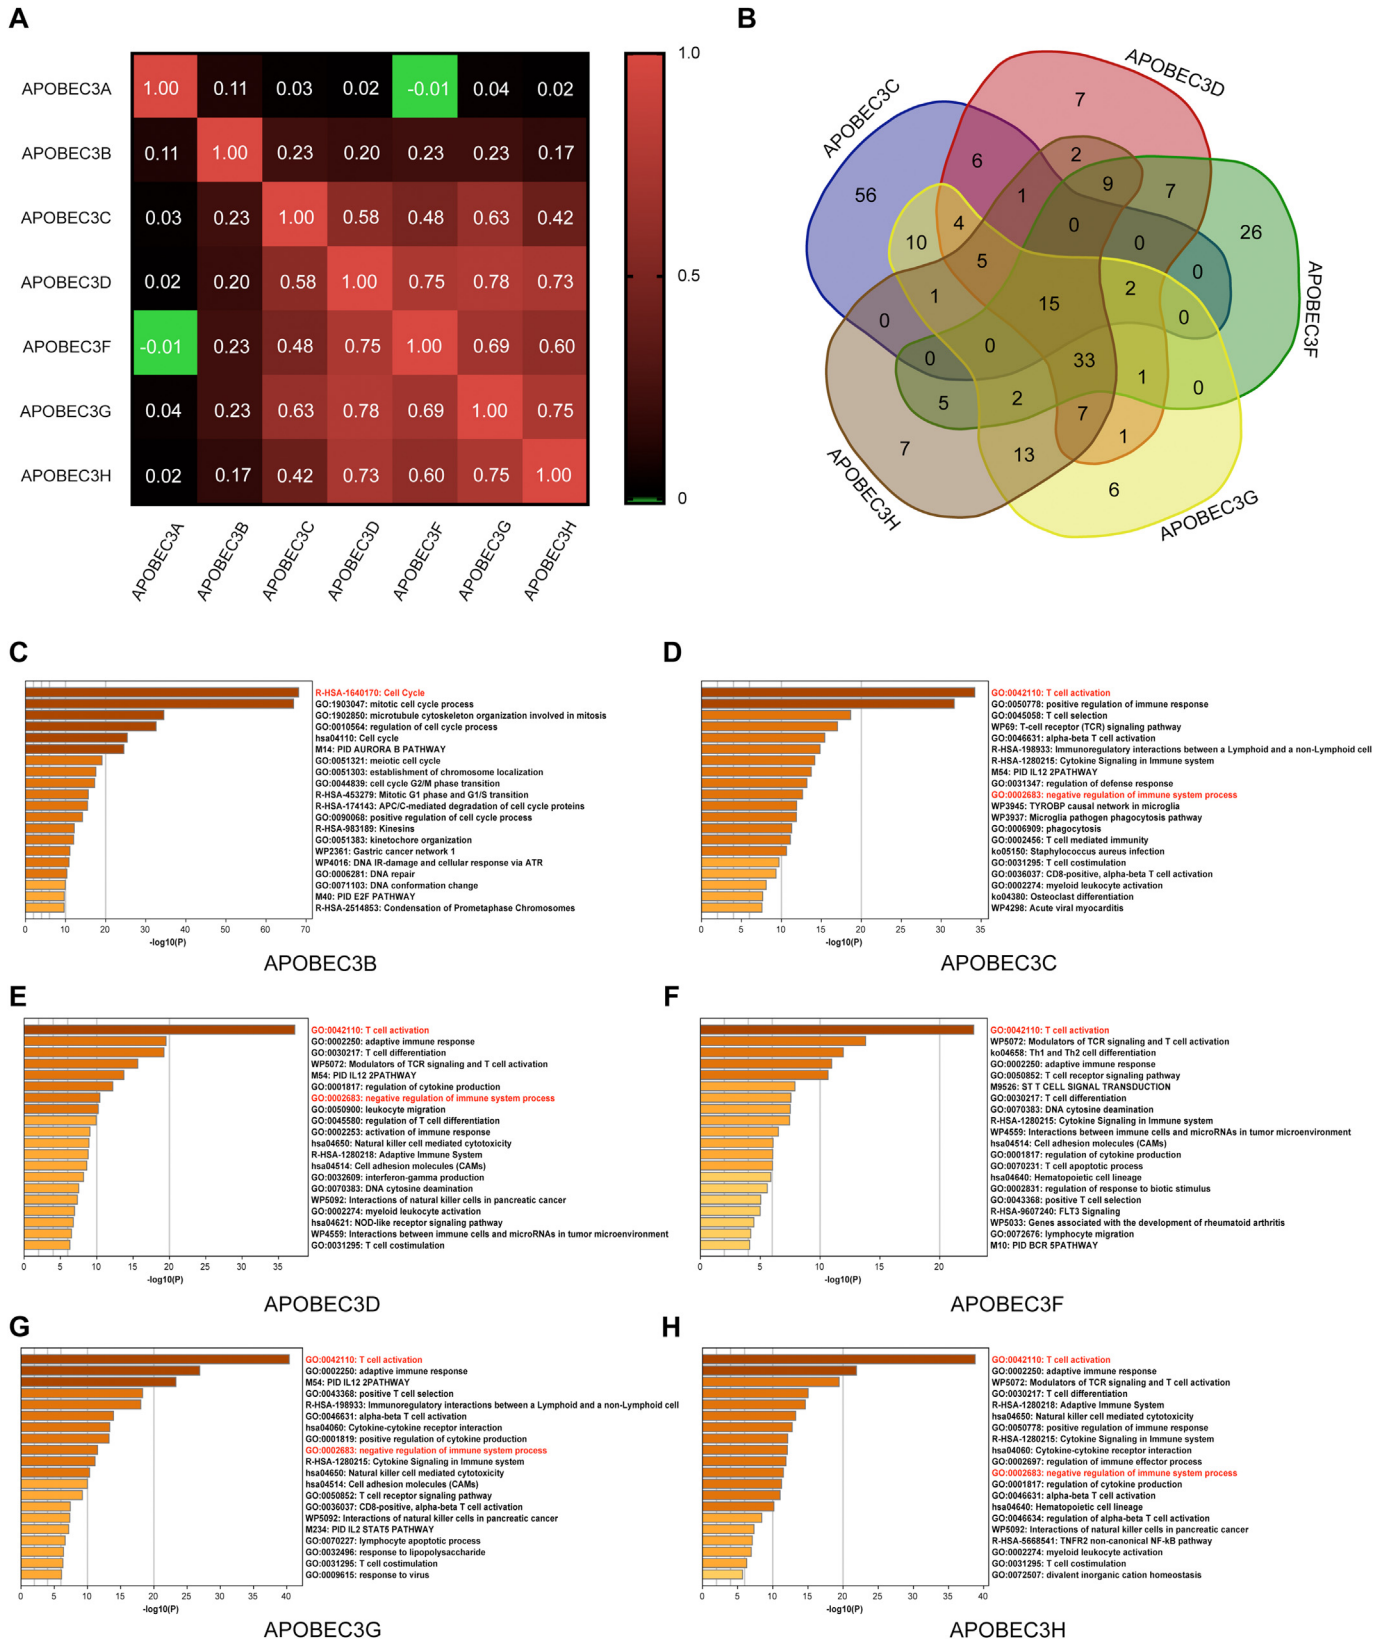 A
APOBEC3A 1.00 0.11 0.03 0.02 -0.01 0.04 0.02
APOBEC3B 0.11 1.00 0.23 0.20 0.23 0.23 0.17
APOBEC3C 0.03 0.23 1.00 0.58 0.48 0.63 0.42
APOBEC3D 0.02 0.20 0.58 1.00 0.75 0.78 0.73
APOBEC3F -0.01 0.23 0.48 0.75 1.00 0.69 0.60
APOBEC3G 0.04 0.23 0.63 0.78 0.69 1.00 0.75
APOBEC3H 0.02 0.17 0.42 0.73 0.60 0.75 1.00
APOBEC3A APOBEC3B APOBEC3C APOBEC3D APOBEC3F APOBEC3G APOBEC3H
1.0
0.5
0
B
APOBEC3C
APOBEC3D
APOBEC3F
APOBEC3G
APOBEC3H
7
6 2
56 1 9 7
10 4 0 0 26
5 0
1 15 2
0 0 0
0 33
5 2 1 0
7
7 13 1
6
C
R-HSA-1640170: Cell Cycle
GO:1903047: mitotic cell cycle process
GO:1902850: microtubule cytoskeleton organization involved in mitosis
GO:0010564: regulation of cell cycle process
hsa04110: Cell cycle
M14: PID AURORA B PATHWAY
GO:0051321: meiotic cell cycle
GO:0051303: establishment of chromosome localization
GO:0044839: cell cycle G2/M phase transition
R-HSA-453279: Mitotic G1 phase and G1/S transition
R-HSA-174143: APC/C-mediated degradation of cell cycle proteins
GO:0090068: positive regulation of cell cycle process
R-HSA-983189: Kinesins
GO:0051383: kinetochore organization
WP2361: Gastric cancer network 1
WP4016: DNA IR-damage and cellular response via ATR
GO:0006281: DNA repair
GO:0071103: DNA conformation change
M40: PID E2F PATHWAY
R-HSA-2514853: Condensation of Prometaphase Chromosomes
0 10 20 30 40 50 60 70
-log10(P)
APOBEC3B
D
GO:0042110: T cell activation
GO:0050778: positive regulation of immune response
GO:0045058: T cell selection
WP69: T-cell receptor (TCR) signaling pathway
GO:0046631: alpha-beta T cell activation
R-HSA-198933: Immunoregulatory interactions between a Lymphoid and a non-Lymphoid cell
R-HSA-1280215: Cytokine Signaling in Immune system
M54: PID IL12 2PATHWAY
GO:0031347: regulation of defense response
GO:0002683: negative regulation of immune system process
WP3945: TYROBP causal network in microglia
WP3937: Microglia pathogen phagocytosis pathway
GO:0006909: phagocytosis
GO:0002456: T cell mediated immunity
ko05150: Staphylococcus aureus infection
GO:0031295: T cell costimulation
GO:0036037: CD8-positive, alpha-beta T cell activation
GO:0002274: myeloid leukocyte activation
ko04380: Osteoclast differentiation
WP4298: Acute viral myocarditis
0 5 10 15 20 25 30 35
-log10(P)
APOBEC3C
E
GO:0042110: T cell activation
GO:0002250: adaptive immune response
GO:0030217: T cell differentiation
WP5072: Modulators of TCR signaling and T cell activation
M54: PID IL12 2PATHWAY
GO:0001817: regulation of cytokine production
GO:0002683: negative regulation of immune system process
GO:0050900: leukocyte migration
GO:0045580: regulation of T cell differentiation
GO:0002253: activation of immune response
hsa04650: Natural killer cell mediated cytotoxicity
R-HSA-1280218: Adaptive Immune System
hsa04514: Cell adhesion molecules (CAMs)
GO:0032609: interferon-gamma production
GO:0070383: DNA cytosine deamination
WP5092: Interactions of natural killer cells in pancreatic cancer
GO:0002274: myeloid leukocyte activation
hsa04621: NOD-like receptor signaling pathway
WP4559: Interactions between immune cells and microRNAs in tumor microenvironment
GO:0031295: T cell costimulation
0 5 10 15 20 25 30 35
-log10(P)
APOBEC3D
F
GO:0042110: T cell activation
WP5072: Modulators of TCR signaling and T cell activation
ko04658: Th1 and Th2 cell differentiation
GO:0002250: adaptive immune response
GO:0050852: T cell receptor signaling pathway
M9526: ST T CELL SIGNAL TRANSDUCTION
GO:0030217: T cell differentiation
GO:0070383: DNA cytosine deamination
R-HSA-1280215: Cytokine Signaling in Immune system
WP4559: Interactions between immune cells and microRNAs in tumor microenvironment
hsa04514: Cell adhesion molecules (CAMs)
GO:0001817: regulation of cytokine production
GO:0070231: T cell apoptotic process
hsa04640: Hematopoietic cell lineage
GO:0002831: regulation of response to biotic stimulus
GO:0043368: positive T cell selection
R-HSA-9607240: FLT3 Signaling
WP5033: Genes associated with the development of rheumatoid arthritis
GO:0072676: lymphocyte migration
M10: PID BCR 5PATHWAY
0 5 10 15 20
-log10(P)
APOBEC3F
G
GO:0042110: T cell activation
GO:0002250: adaptive immune response
M54: PID IL12 2PATHWAY
GO:0043368: positive T cell selection
R-HSA-198933: Immunoregulatory interactions between a Lymphoid and a non-Lymphoid cell
GO:0046631: alpha-beta T cell activation
hsa04060: Cytokine-cytokine receptor interaction
GO:0001819: positive regulation of cytokine production
GO:0002683: negative regulation of immune system process
R-HSA-1280215: Cytokine Signaling in Immune system
hsa04650: Natural killer cell mediated cytotoxicity
hsa04514: Cell adhesion molecules (CAMs)
GO:0050852: T cell receptor signaling pathway
GO:0036037: CD8-positive, alpha-beta T cell activation
WP5092: Interactions of natural killer cells in pancreatic cancer
M234: PID IL2 STAT5 PATHWAY
GO:0070227: lymphocyte apoptotic process
GO:0032496: response to lipopolysaccharide
GO:0031295: T cell costimulation
GO:0009615: response to virus
0 5 10 15 20 25 30 35 40
-log10(P)
APOBEC3G
H
GO:0042110: T cell activation
GO:0002250: adaptive immune response
WP5072: Modulators of TCR signaling and T cell activation
GO:0030217: T cell differentiation
R-HSA-1280218: Adaptive Immune System
hsa04650: Natural killer cell mediated cytotoxicity
GO:0050778: positive regulation of immune response
R-HSA-1280215: Cytokine Signaling in Immune system
hsa04060: Cytokine-cytokine receptor interaction
GO:0002697: regulation of immune effector process
GO:0002683: negative regulation of immune system process
GO:0001817: regulation of cytokine production
GO:0046631: alpha-beta T cell activation
hsa04640: Hematopoietic cell lineage
GO:0046634: regulation of alpha-beta T cell activation
WP5092: Interactions of natural killer cells in pancreatic cancer
R-HSA-5668541: TNFR2 non-canonical NF-kB pathway
GO:0002274: myeloid leukocyte activation
GO:0031295: T cell costimulation
GO:0072507: divalent inorganic cation homeostasis
0 5 10 15 20 25 30 35 40
-log10(P)
APOBEC3H